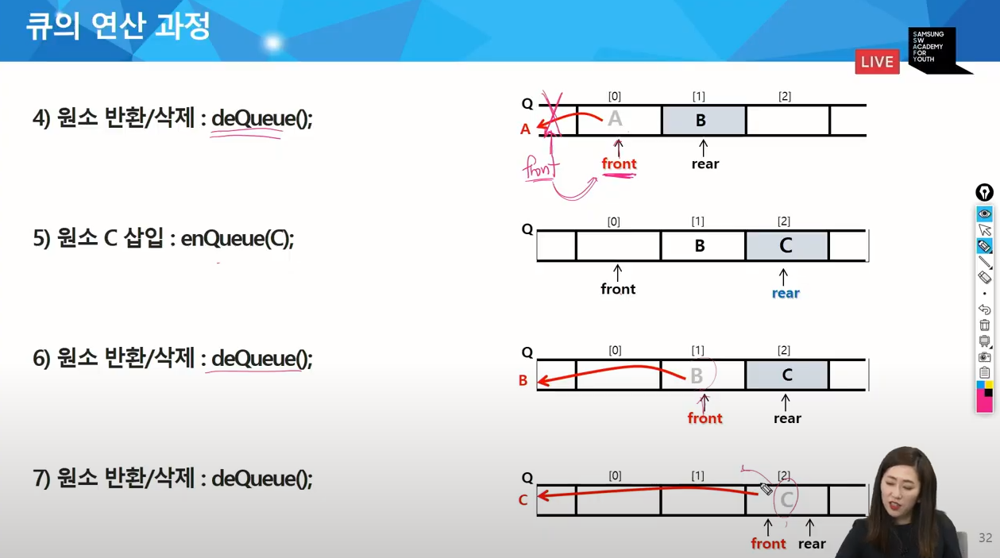 큐의 연산 과정
LIVE
SAMSUNG
SW
ACADEMY
FOR
YOUTH
4) 원소 반환/삭제 : deQueue();
Q [0] [1] [2]
A A B
front front rear
5) 원소 C 삽입 : enQueue(C);
Q [0] [1] [2]
B C
front rear
6) 원소 반환/삭제 : deQueue();
Q [0] [1] [2]
B B C
front rear
7) 원소 반환/삭제 : deQueue();
Q [0] [1] [2]
C C
front rear
32